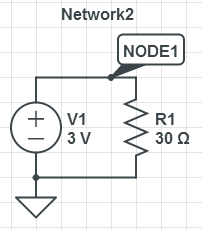 Network2
NODE1
V1
3 V
R1
30 Ω